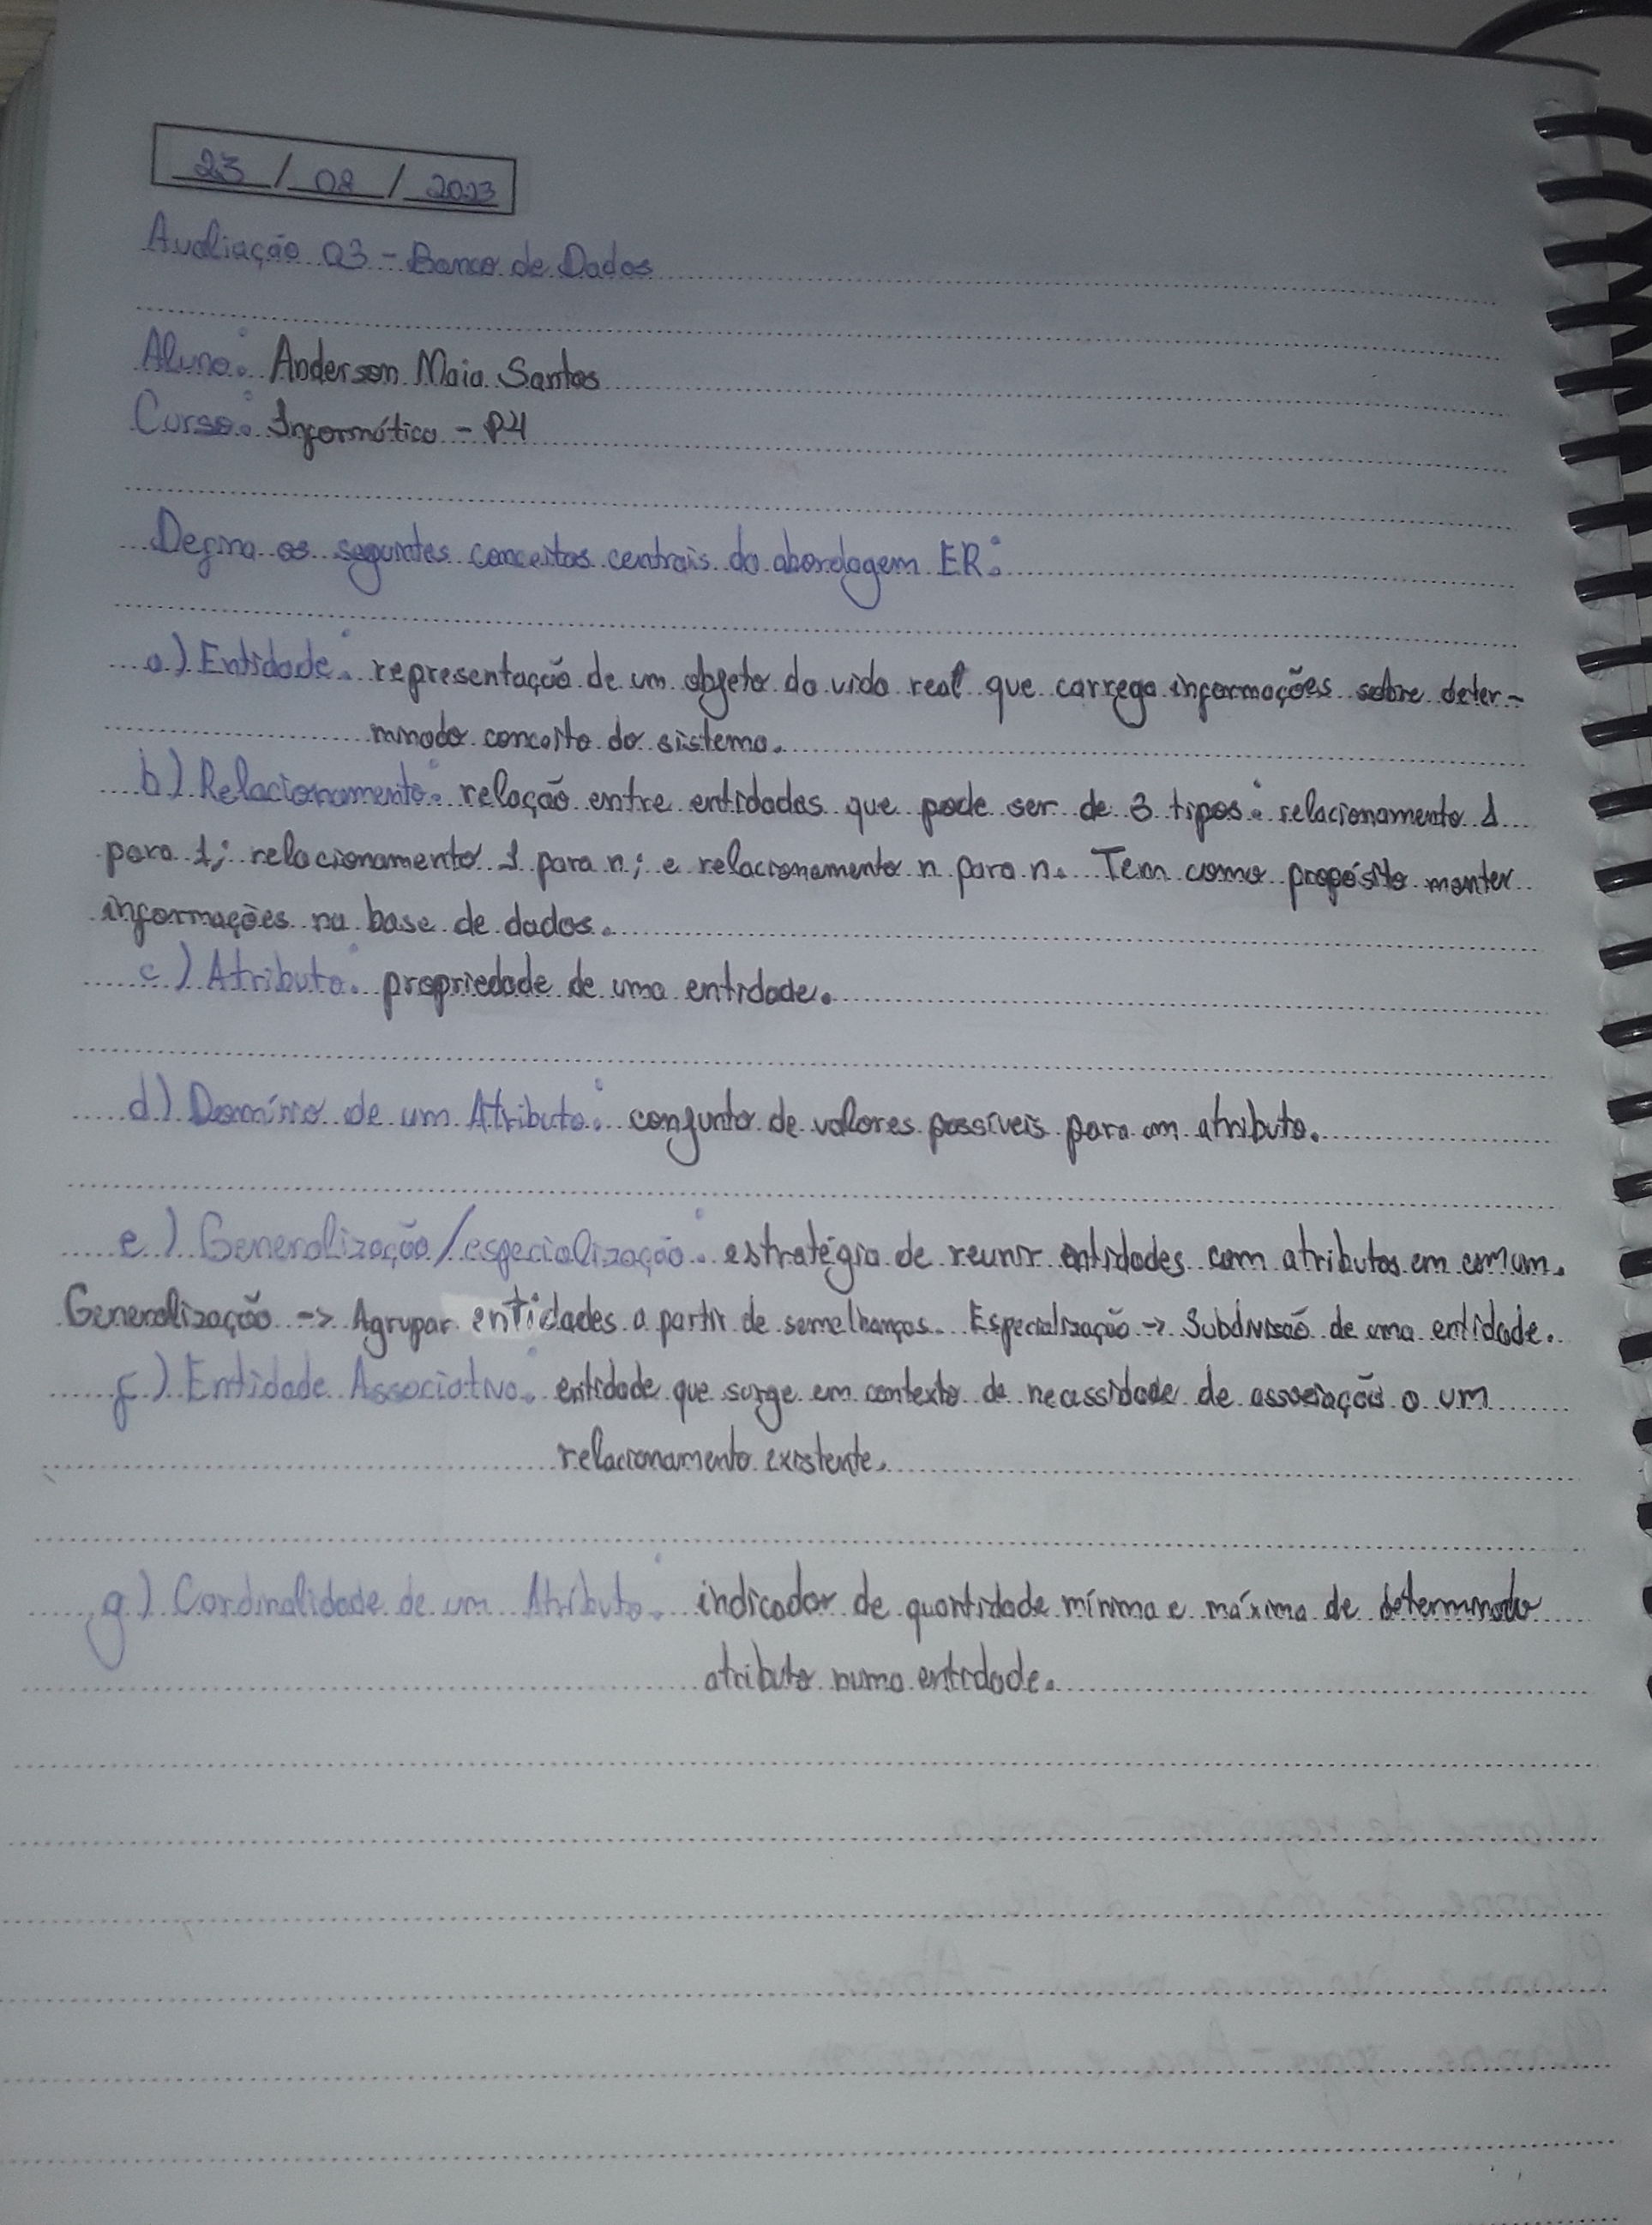 23 / 08 / 2023
Avaliação 03 - Banco de Dados
Aluno: Anderson Maia Santos
Curso: Informática - P4
Defina os seguintes conceitos centrais da abordagem ER:
a) Entidade: representação de um objeto da vida real que carrega informações sobre deter-
minado conceito do sistema.
b) Relacionamento: relação entre entidades que pode ser de 3 tipos: relacionamento 1
para 1; relacionamento 1 para n; e relacionamento n para n. Tem como propósito manter
informações na base de dados.
c) Atributo: propriedade de uma entidade.
d) Domínio de um Atributo: conjunto de valores possíveis para um atributo.
e) Generalização/especialização: estratégia de reunir entidades com atributos em comum.
Generalização -> Agrupar entidades a partir de semelhanças. Especialização -> Subdivisão de uma entidade.
f) Entidade Associativa: entidade que surge em contexto de necessidade de associação a um
relacionamento existente.
g) Cardinalidade de um Atributo: indicador de quantidade mínima e máxima de determinado
atributo numa entidade.